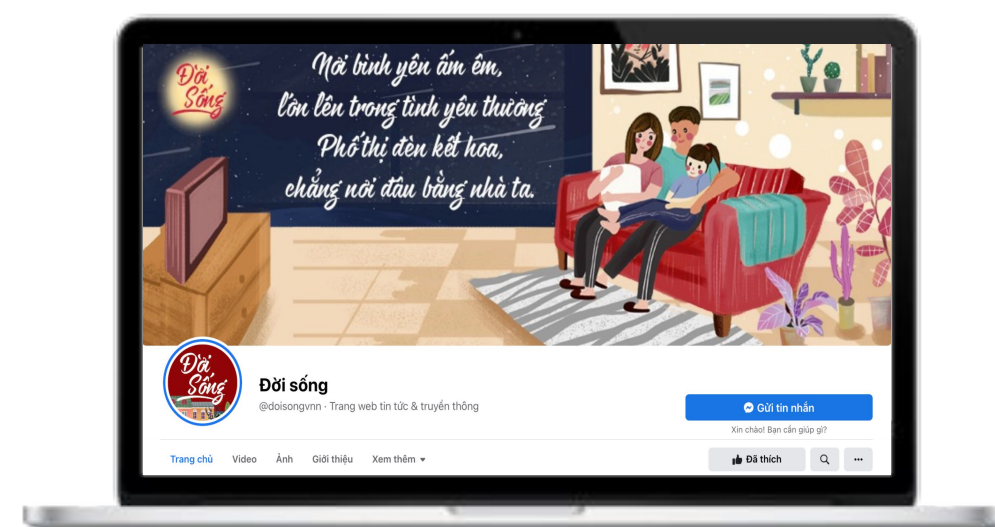 Đời
Sống
Nơi bình yên ấm êm,
lớn lên trong tình yêu thương
Phố thị đèn kết hoa,
chẳng nơi đâu bằng nhà ta.
Đời
Sống
Đời sống
@doisongvnn · Trang web tin tức & truyền thông
Gửi tin nhắn
Xin chào! Bạn cần giúp gì?
Trang chủ Video Ảnh Giới thiệu Xem thêm
Đã thích